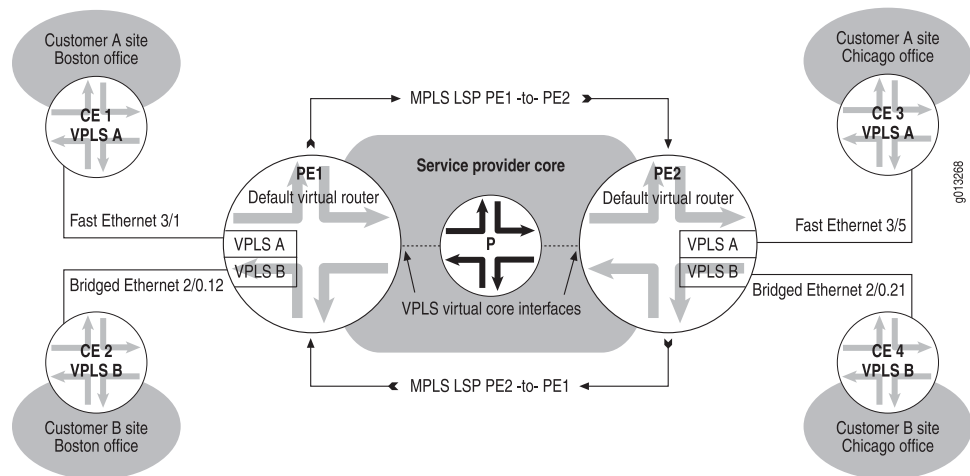 Customer A site
Boston office
CE 1
VPLS A
Customer A site
Chicago office
CE 3
VPLS A
MPLS LSP PE1 -to- PE2
Service provider core
PE1
Default virtual router
PE2
Default virtual router
P
Fast Ethernet 3/1
VPLS A
VPLS B
Bridged Ethernet 2/0.12
VPLS A
VPLS B
Fast Ethernet 3/5
Bridged Ethernet 2/0.21
VPLS virtual core interfaces
MPLS LSP PE2 -to- PE1
CE 2
VPLS B
Customer B site
Boston office
CE 4
VPLS B
Customer B site
Chicago office
g013268